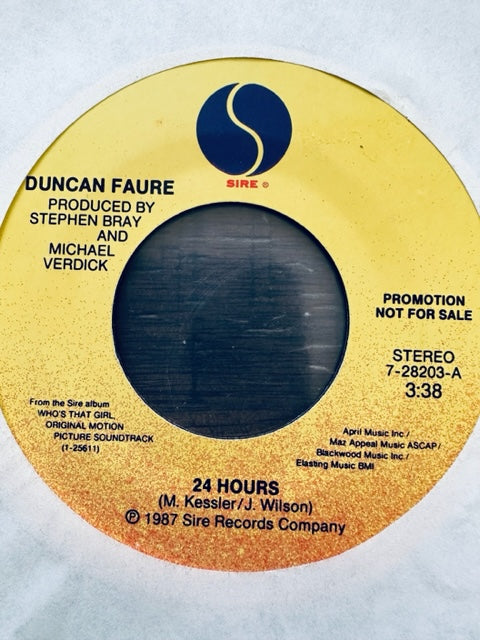 SIRE ®
DUNCAN FAURE
PRODUCED BY
STEPHEN BRAY
AND
MICHAEL
VERDICK
PROMOTION
NOT FOR SALE
STEREO
7-28203-A
3:38
From the Sire album
WHO'S THAT GIRL,
ORIGINAL MOTION
PICTURE SOUNDTRACK
(1-25611)
April Music Inc./
Maz Appeal Music ASCAP/
Blackwood Music Inc./
Elasting Music BMI
24 HOURS
(M. Kessler/J. Wilson)
℗ 1987 Sire Records Company